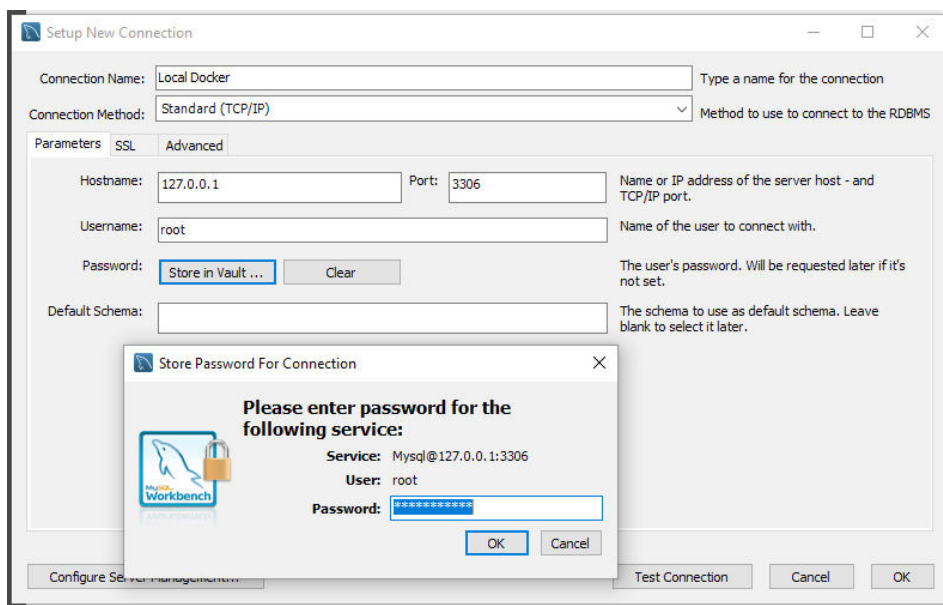 Setup New Connection
Connection Name: Local Docker Type a name for the connection
Connection Method: Standard (TCP/IP) Method to use to connect to the RDBMS
Parameters SSL Advanced
Hostname: 127.0.0.1 Port: 3306 Name or IP address of the server host - and
TCP/IP port.
Username: root Name of the user to connect with.
Password: Store in Vault ... Clear The user's password. Will be requested later if it's
not set.
Default Schema: The schema to use as default schema. Leave
blank to select it later.
Store Password For Connection
Please enter password for the
following service:
Service: Mysql@127.0.0.1:3306
User: root
MySQL
Workbench
Password: ***********
OK Cancel
Configure Test Connection Cancel OK